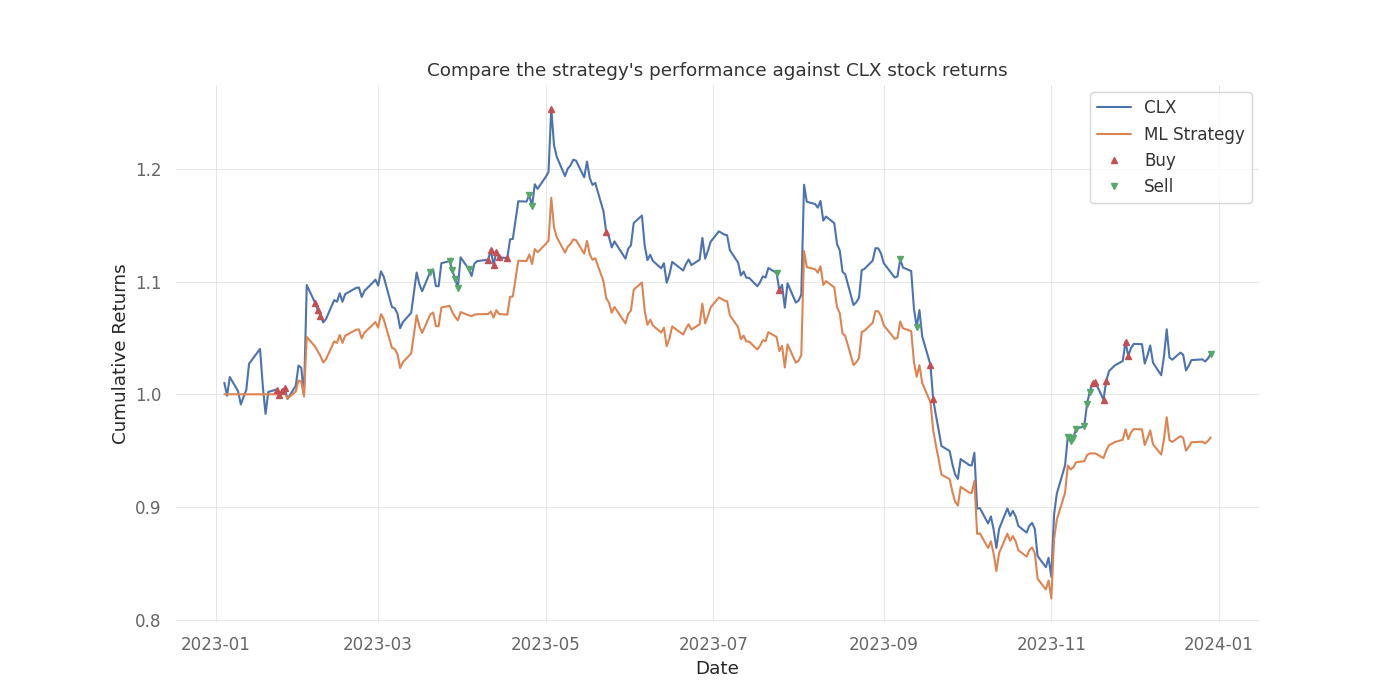 Compare the strategy's performance against CLX stock returns
CLX
ML Strategy
Buy
Sell
Cumulative Returns
1.2
1.1
1.0
0.9
0.8
2023-01
2023-03
2023-05
2023-07
2023-09
2023-11
2024-01
Date